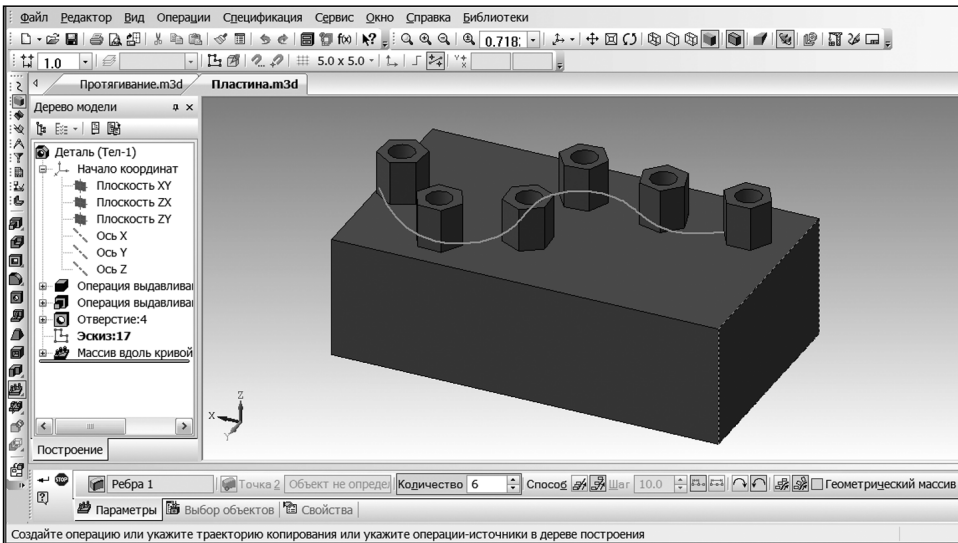 Файл Редактор Вид Операции Спецификация Сервис Окно Справка Библиотеки
0.718
1.0 5.0 x 5.0
Протягивание.m3d Пластина.m3d
Дерево модели
Деталь (Тел-1)
Начало координат
Плоскость XY
Плоскость ZX
Плоскость ZY
Ось X
Ось Y
Ось Z
Операция выдавлива
Операция выдавлива
Отверстие:4
Эскиз:17
Массив вдоль кривой
Построение
Z
X
Y
STOP Ребра 1 Точка 2 Объект не опреде Количество 6 Способ Шаг 10.0 Геометрический массив
Параметры Выбор объектов Свойства
Создайте операцию или укажите траекторию копирования или укажите операции-источники в дереве построения